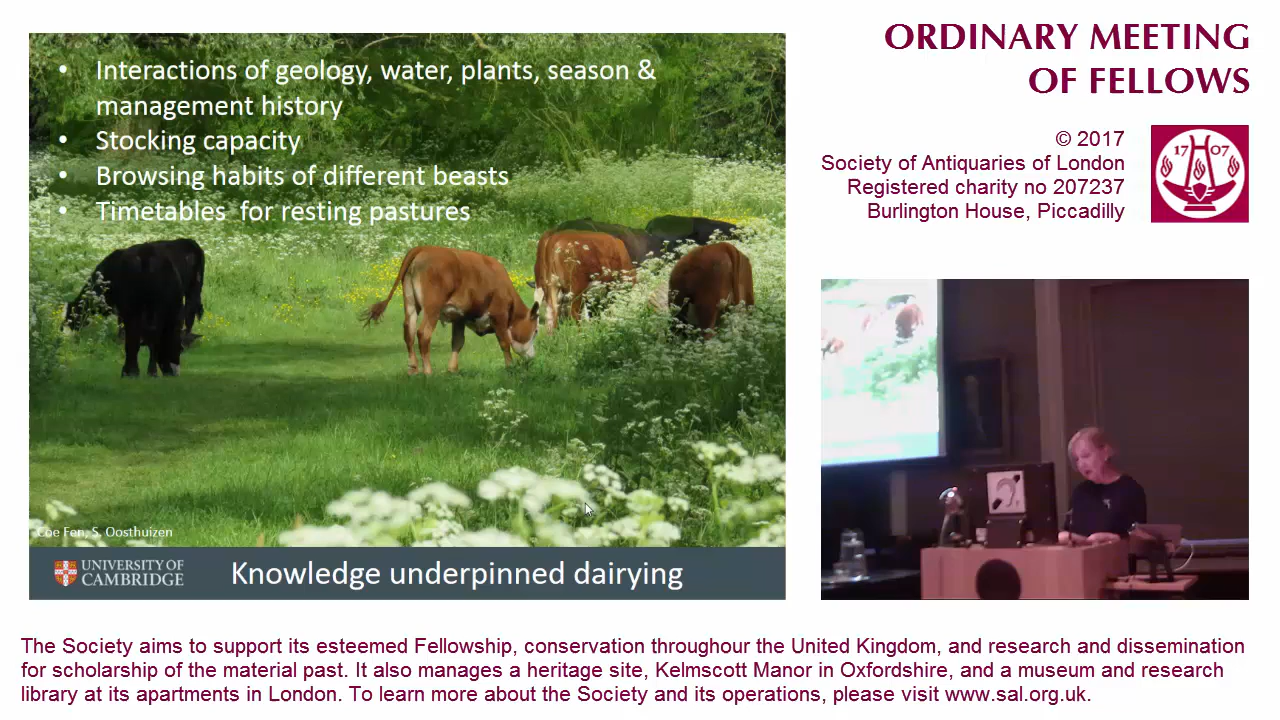 ORDINARY MEETING
OF FELLOWS
© 2017
Society of Antiquaries of London
Registered charity no 207237
Burlington House, Piccadilly
17 07
• Interactions of geology, water, plants, season &
management history
• Stocking capacity
• Browsing habits of different beasts
• Timetables for resting pastures
Coe Fen, S. Oosthuizen
UNIVERSITY OF
CAMBRIDGE
Knowledge underpinned dairying
The Society aims to support its esteemed Fellowship, conservation throughour the United Kingdom, and research and dissemination
for scholarship of the material past. It also manages a heritage site, Kelmscott Manor in Oxfordshire, and a museum and research
library at its apartments in London. To learn more about the Society and its operations, please visit www.sal.org.uk.